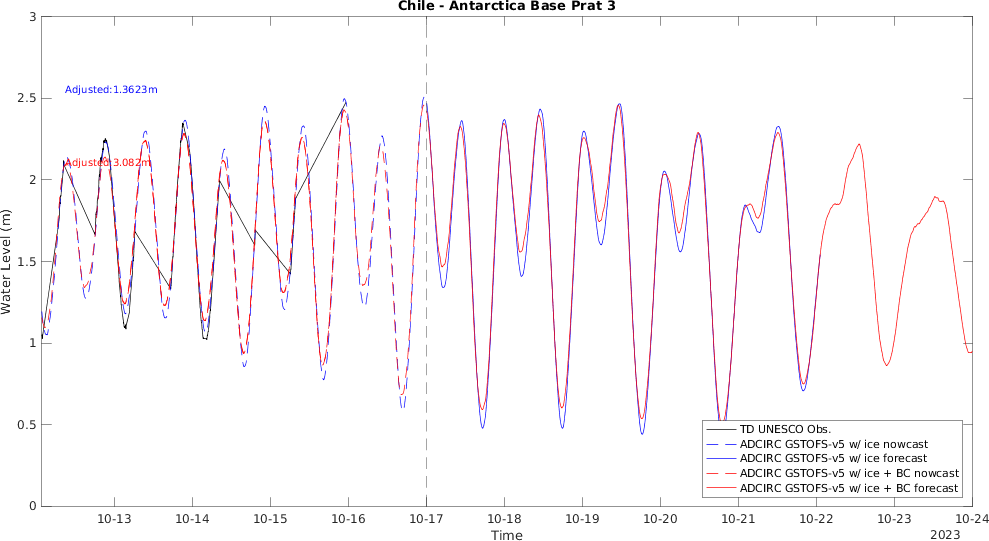 Chile - Antarctica Base Prat 3
3
2.5
2
1.5
1
0.5
0
Water Level (m)
Adjusted:1.3623m
Adjusted:3.082m
TD UNESCO Obs.
ADCIRC GSTOFS-v5 w/ ice nowcast
ADCIRC GSTOFS-v5 w/ ice forecast
ADCIRC GSTOFS-v5 w/ ice + BC nowcast
ADCIRC GSTOFS-v5 w/ ice + BC forecast
10-13 10-14 10-15 10-16 10-17 10-18 10-19 10-20 10-21 10-22 10-23 10-24
Time
2023